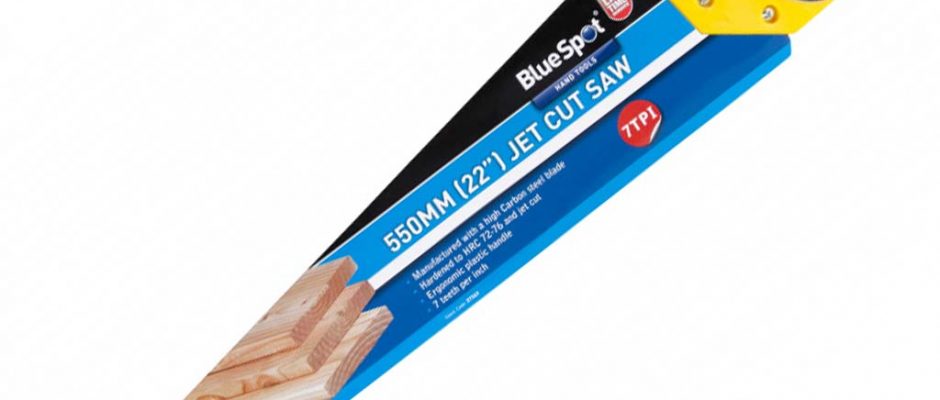 BlueSpot
HAND TOOLS
550MM (22") JET CUT SAW
7TPI
Manufactured with a high Carbon steel blade
Hardened to HRC 72-76 and jet cut
Ergonomic plastic handle
7 teeth per inch